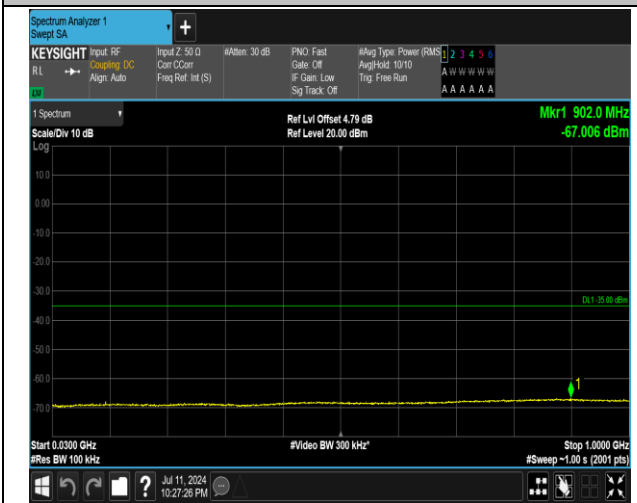 Spectrum Analyzer 1
Swept SA
+
KEYSIGHT Input: RF Input Z: 50 Ω #Atten: 30 dB PNO: Fast #Avg Type: Power (RMS 1 2 3 4 5 6
RL Coupling: DC Corr CCorr Gate: Off Avg|Hold: 10/10 A W W W W W
Align: Auto Freq Ref: Int (S) IF Gain: Low Trig: Free Run
Sig Track: Off A A A A A A
1 Spectrum Ref Lvl Offset 4.79 dB Mkr1 902.0 MHz
Scale/Div 10 dB Ref Level 20.00 dBm -67.006 dBm
Log
10.0
0.00
-10.0
-20.0
-30.0
DL1 -35.00 dBm
-40.0
-50.0
-60.0
1
-70.0
Start 0.0300 GHz #Video BW 300 kHz* Stop 1.0000 GHz
#Res BW 100 kHz #Sweep ~1.00 s (2001 pts)
? Jul 11, 2024
10:27:26 PM